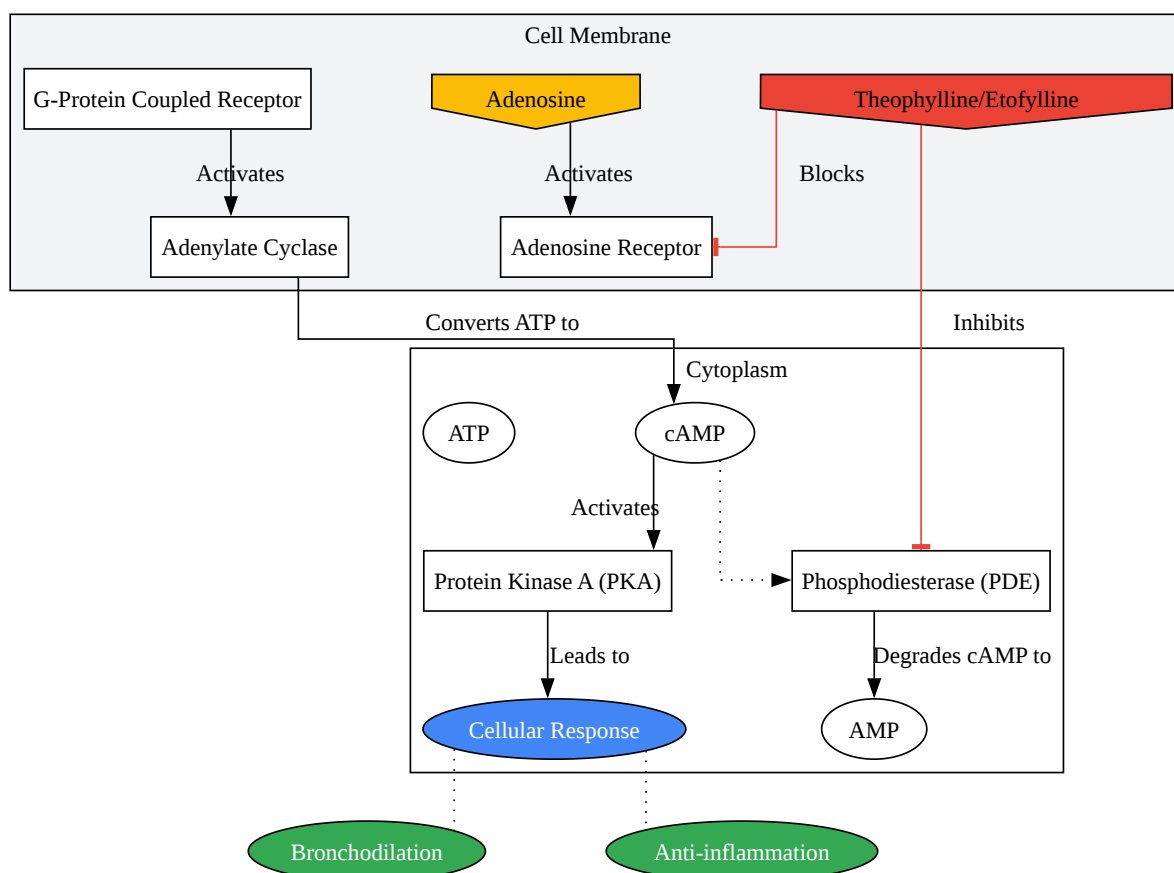 Cell Membrane
G-Protein Coupled Receptor
Adenosine
Theophylline/Etofylline
Activates
Activates
Blocks
Adenylate Cyclase
Adenosine Receptor
Converts ATP to
Inhibits
Cytoplasm
ATP
cAMP
Activates
Protein Kinase A (PKA)
Phosphodiesterase (PDE)
Leads to
Degrades cAMP to
Cellular Response
AMP
Bronchodilation
Anti-inflammation